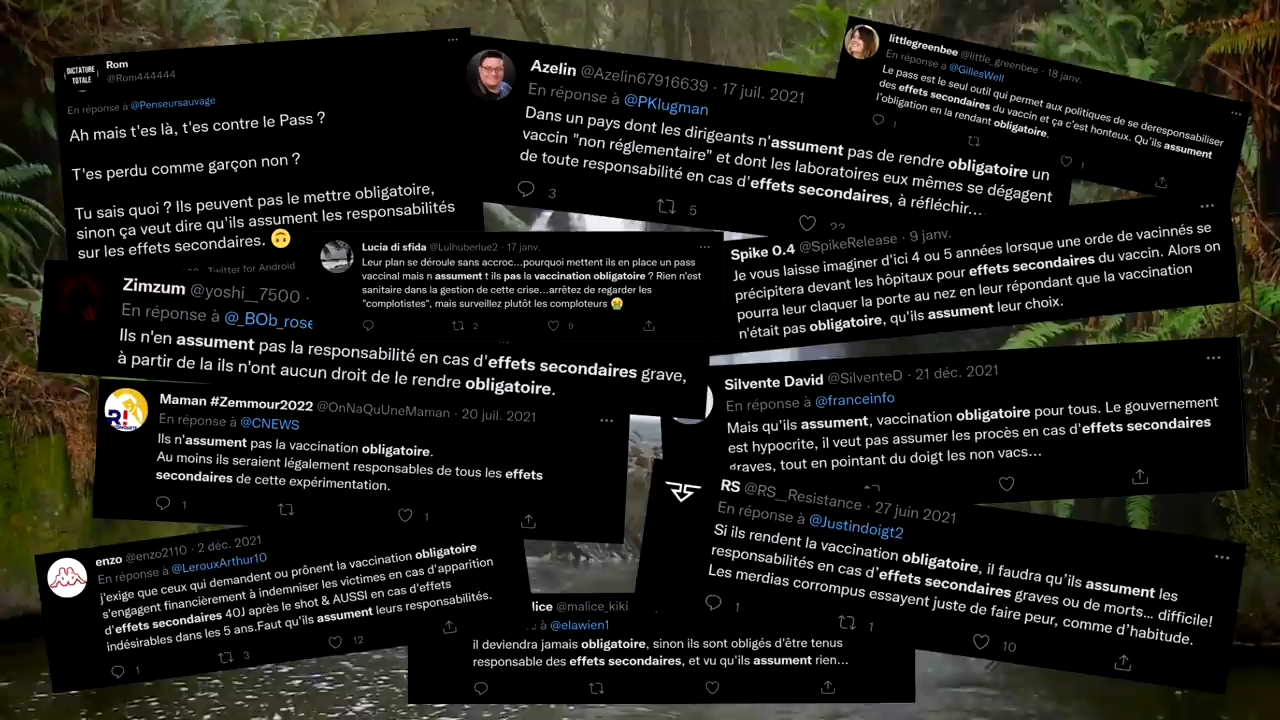 DICTATURE
TOTALE
Rom
@Rom444444
En réponse à @Penseursauvage
Ah mais t'es là, t'es contre le Pass ?
T'es perdu comme garçon non ?
Tu sais quoi ? Ils peuvent pas le mettre obligatoire,
sinon ça veut dire qu'ils assument les responsabilités
sur les effets secondaires. 🙃
Twitter for Android
Azelin @Azelin67916639 · 17 juil. 2021
En réponse à @PKlugman
Dans un pays dont les dirigeants n'assument pas de rendre obligatoire un
vaccin "non réglementaire" et dont les laboratoires eux mêmes se dégagent
de toute responsabilité en cas d'effets secondaires, à réfléchir...
3 5
littlegreenbee @little_greenbee · 18 janv.
En réponse à @GillesWell
Le pass est le seul outil qui permet aux politiques de se deresponsabiliser
des effets secondaires du vaccin et ça c'est honteux. Qu'ils assument
l'obligation en la rendant obligatoire.
1 1
Lucia di sfida @Lulhuberlue2 · 17 janv.
Leur plan se déroule sans accroc...pourquoi mettent ils en place un pass
vaccinal mais n assument t ils pas la vaccination obligatoire ? Rien n'est
sanitaire dans la gestion de cette crise...arrêtez de regarder les
"complotistes", mais surveillez plutôt les comploteurs 😭
2 9
Spike 0.4 @SpikeRelease · 9 janv.
Je vous laisse imaginer d'ici 4 ou 5 années lorsque une orde de vacinnés se
précipitera devant les hôpitaux pour effets secondaires du vaccin. Alors on
pourra leur claquer la porte au nez en leur répondant que la vaccination
n'était pas obligatoire, qu'ils assument leur choix.
Zimzum @yoshi__7500 ·
En réponse à @_BOb_rose
Ils n'en assument pas la responsabilité en cas d'effets secondaires grave,
à partir de la ils n'ont aucun droit de le rendre obligatoire.
Silvente David @SilventeD · 21 déc. 2021
En réponse à @franceinfo
Mais qu'ils assument, vaccination obligatoire pour tous. Le gouvernement
est hypocrite, il veut pas assumer les procès en cas d'effets secondaires
graves, tout en pointant du doigt les non vacs...
Maman #Zemmour2022 @OnNaQuUneMaman · 20 juil. 2021
En réponse à @CNEWS
Ils n'assument pas la vaccination obligatoire.
Au moins ils seraient légalement responsables de tous les effets
secondaires de cette expérimentation.
1 1
RS @RS__Resistance · 27 juin 2021
En réponse à @Justindoigt2
Si ils rendent la vaccination obligatoire, il faudra qu'ils assument les
responsabilités en cas d'effets secondaires graves ou de morts... difficile!
Les merdias corrompus essayent juste de faire peur, comme d'habitude.
1 1 10
enzo @enzo2110 · 2 déc. 2021
En réponse à @LerouxArthur10
j'exige que ceux qui demandent ou prônent la vaccination obligatoire
s'engagent financièrement à indemniser les victimes en cas d'apparition
d'effets secondaires 40J après le shot & AUSSI en cas d'effets
indésirables dans les 5 ans.Faut qu'ils assument leurs responsabilités.
1 3 12
lice @malice_kiki
à @elawien1
il deviendra jamais obligatoire, sinon ils sont obligés d'être tenus
responsable des effets secondaires, et vu qu'ils assument rien...